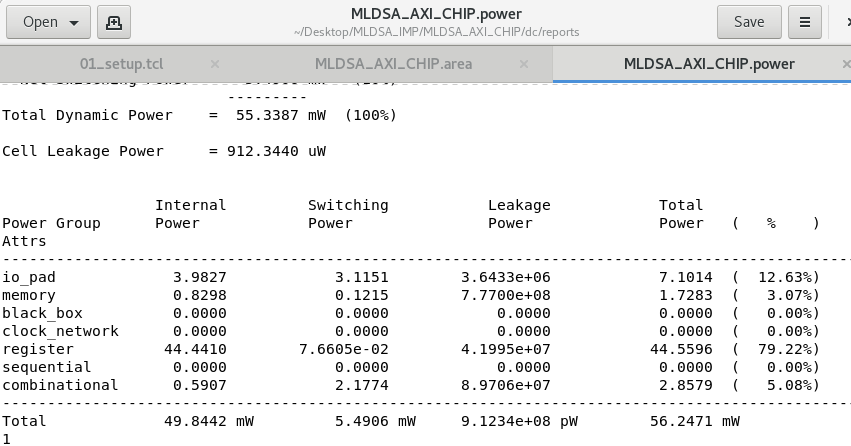 Open
MLDSA_AXI_CHIP.power
~/Desktop/MLDSA_IMP/MLDSA_AXI_CHIP/dc/reports
Save
01_setup.tcl × MLDSA_AXI_CHIP.area × MLDSA_AXI_CHIP.power ×
---------
Total Dynamic Power    =  55.3387 mW  (100%)
Cell Leakage Power     = 912.3440 uW
Internal Switching Leakage Total
Power Group Power Power Power Power ( % )
Attrs
--------------------------------------------------------------------------------
io_pad 3.9827 3.1151 3.6433e+06 7.1014 ( 12.63%)
memory 0.8298 0.1215 7.7700e+08 1.7283 ( 3.07%)
black_box 0.0000 0.0000 0.0000 0.0000 ( 0.00%)
clock_network 0.0000 0.0000 0.0000 0.0000 ( 0.00%)
register 44.4410 7.6605e-02 4.1995e+07 44.5596 ( 79.22%)
sequential 0.0000 0.0000 0.0000 0.0000 ( 0.00%)
combinational 0.5907 2.1774 8.9706e+07 2.8579 ( 5.08%)
--------------------------------------------------------------------------------
Total 49.8442 mW 5.4906 mW 9.1234e+08 pW 56.2471 mW
1